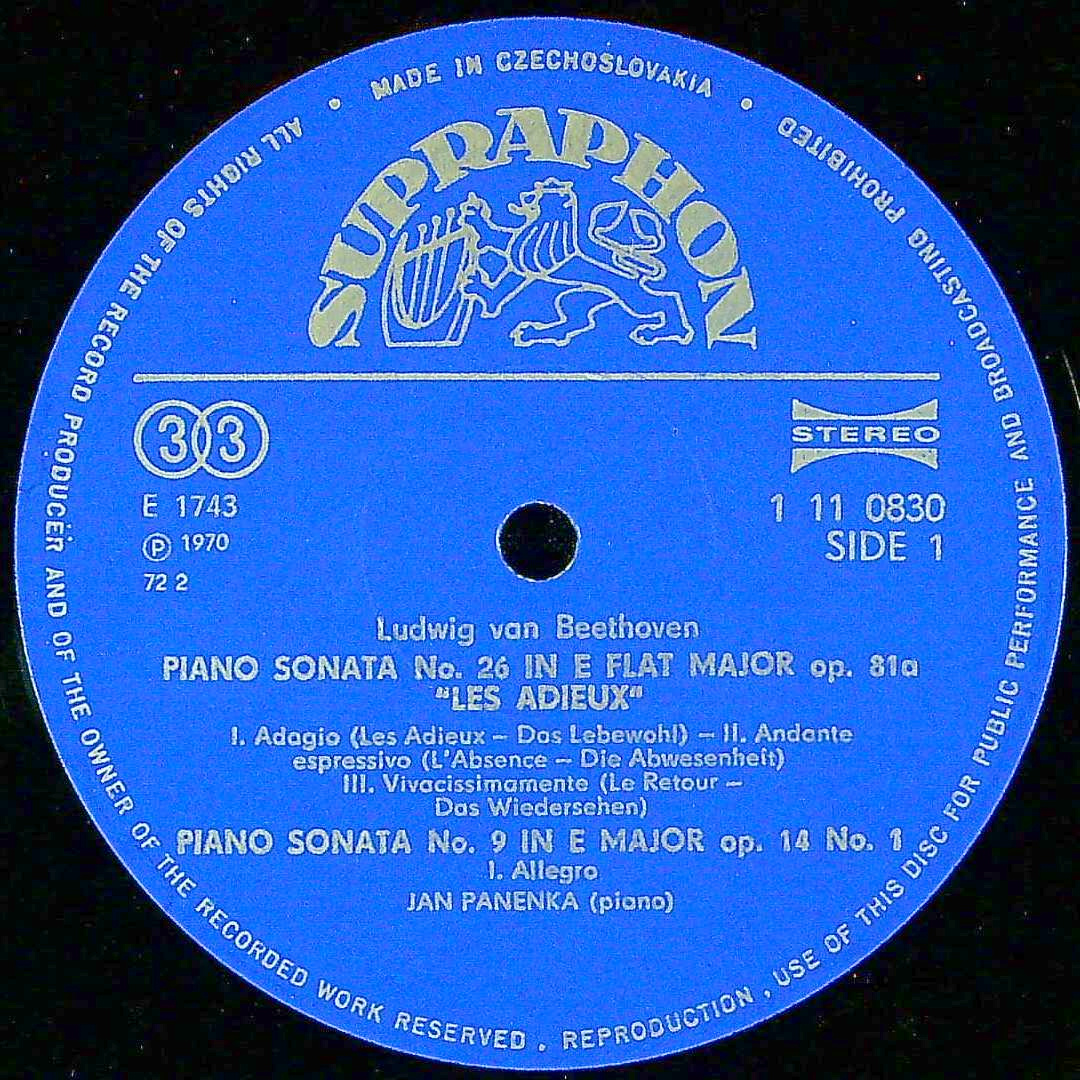 MADE IN CZECHOSLOVAKIA
ALL RIGHTS OF THE RECORD PRODUCER AND OF THE OWNER OF THE RECORDED WORK RESERVED . REPRODUCTION , USE OF THIS DISC FOR PUBLIC PERFORMANCE AND BROADCASTING PROHIBITED
SUPRAPHON
33
STEREO
E 1743
1 11 0830
Ⓟ 1970
SIDE 1
72 2
Ludwig van Beethoven
PIANO SONATA No. 26 IN E FLAT MAJOR op. 81a
"LES ADIEUX"
I. Adagio (Les Adieux – Das Lebewohl) – II. Andante
espressivo (L'Absence – Die Abwesenheit)
III. Vivacissimamente (Le Retour –
Das Wiedersehen)
PIANO SONATA No. 9 IN E MAJOR op. 14 No. 1
I. Allegro
JAN PANENKA (piano)